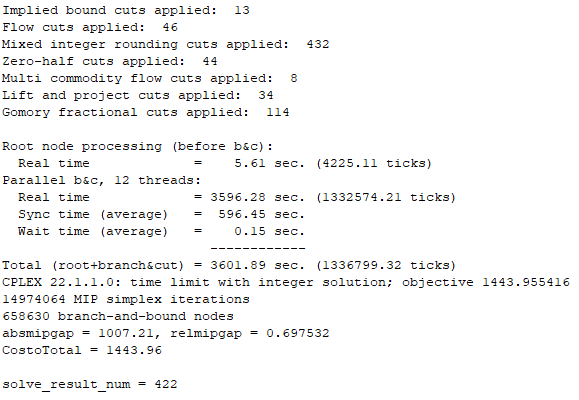 Implied bound cuts applied:  13
Flow cuts applied:  46
Mixed integer rounding cuts applied:  432
Zero-half cuts applied:  44
Multi commodity flow cuts applied:  8
Lift and project cuts applied:  34
Gomory fractional cuts applied:  114

Root node processing (before b&c):
  Real time             =    5.61 sec. (4225.11 ticks)
Parallel b&c, 12 threads:
  Real time             = 3596.28 sec. (1332574.21 ticks)
  Sync time (average)   =  596.45 sec.
  Wait time (average)   =    0.15 sec.
                          ------------
Total (root+branch&cut) = 3601.89 sec. (1336799.32 ticks)
CPLEX 22.1.1.0: time limit with integer solution; objective 1443.955416
14974064 MIP simplex iterations
658630 branch-and-bound nodes
absmipgap = 1007.21, relmipgap = 0.697532
CostoTotal = 1443.96

solve_result_num = 422